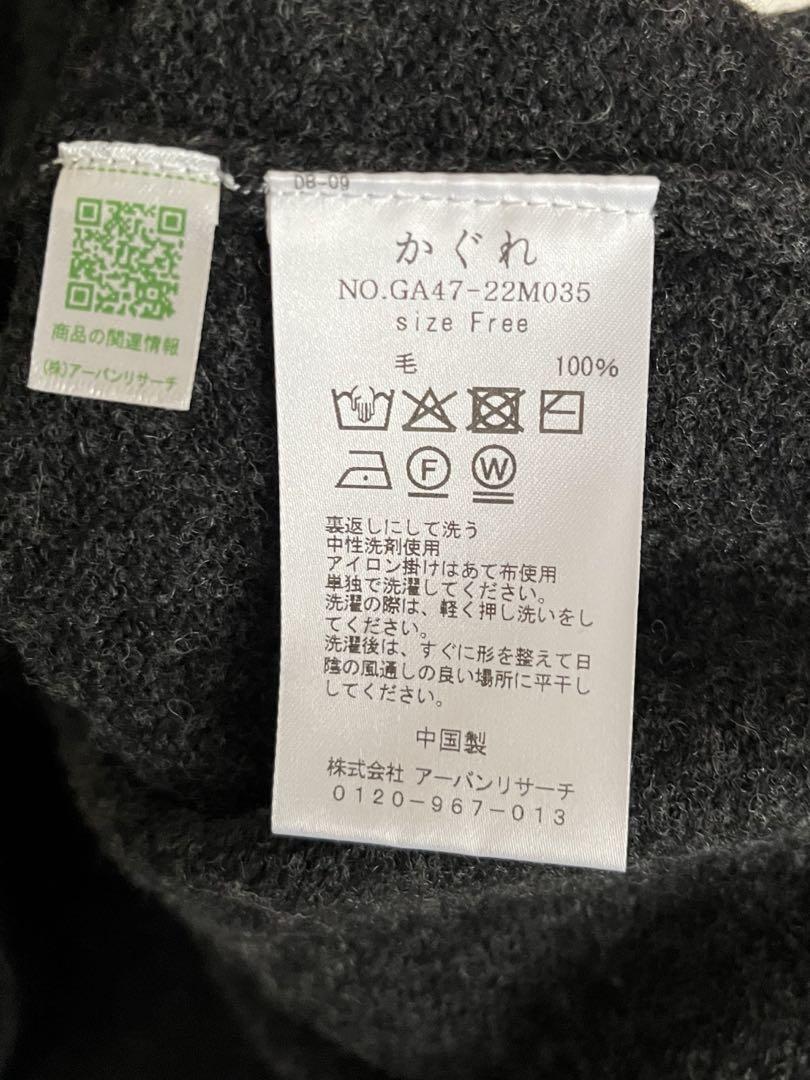 商品の関連情報
(株)アーバンリサーチ
DB-09
かぐれ
NO.GA47-22M035
size Free
毛 100%
F W
裏返しにして洗う
中性洗剤使用
アイロン掛けはあて布使用
単独で洗濯してください。
洗濯の際は、軽く押し洗いをし
てください。
洗濯後は、すぐに形を整えて日
陰の風通しの良い場所に平干し
してください。
中国製
株式会社 アーバンリサーチ
0120-967-013